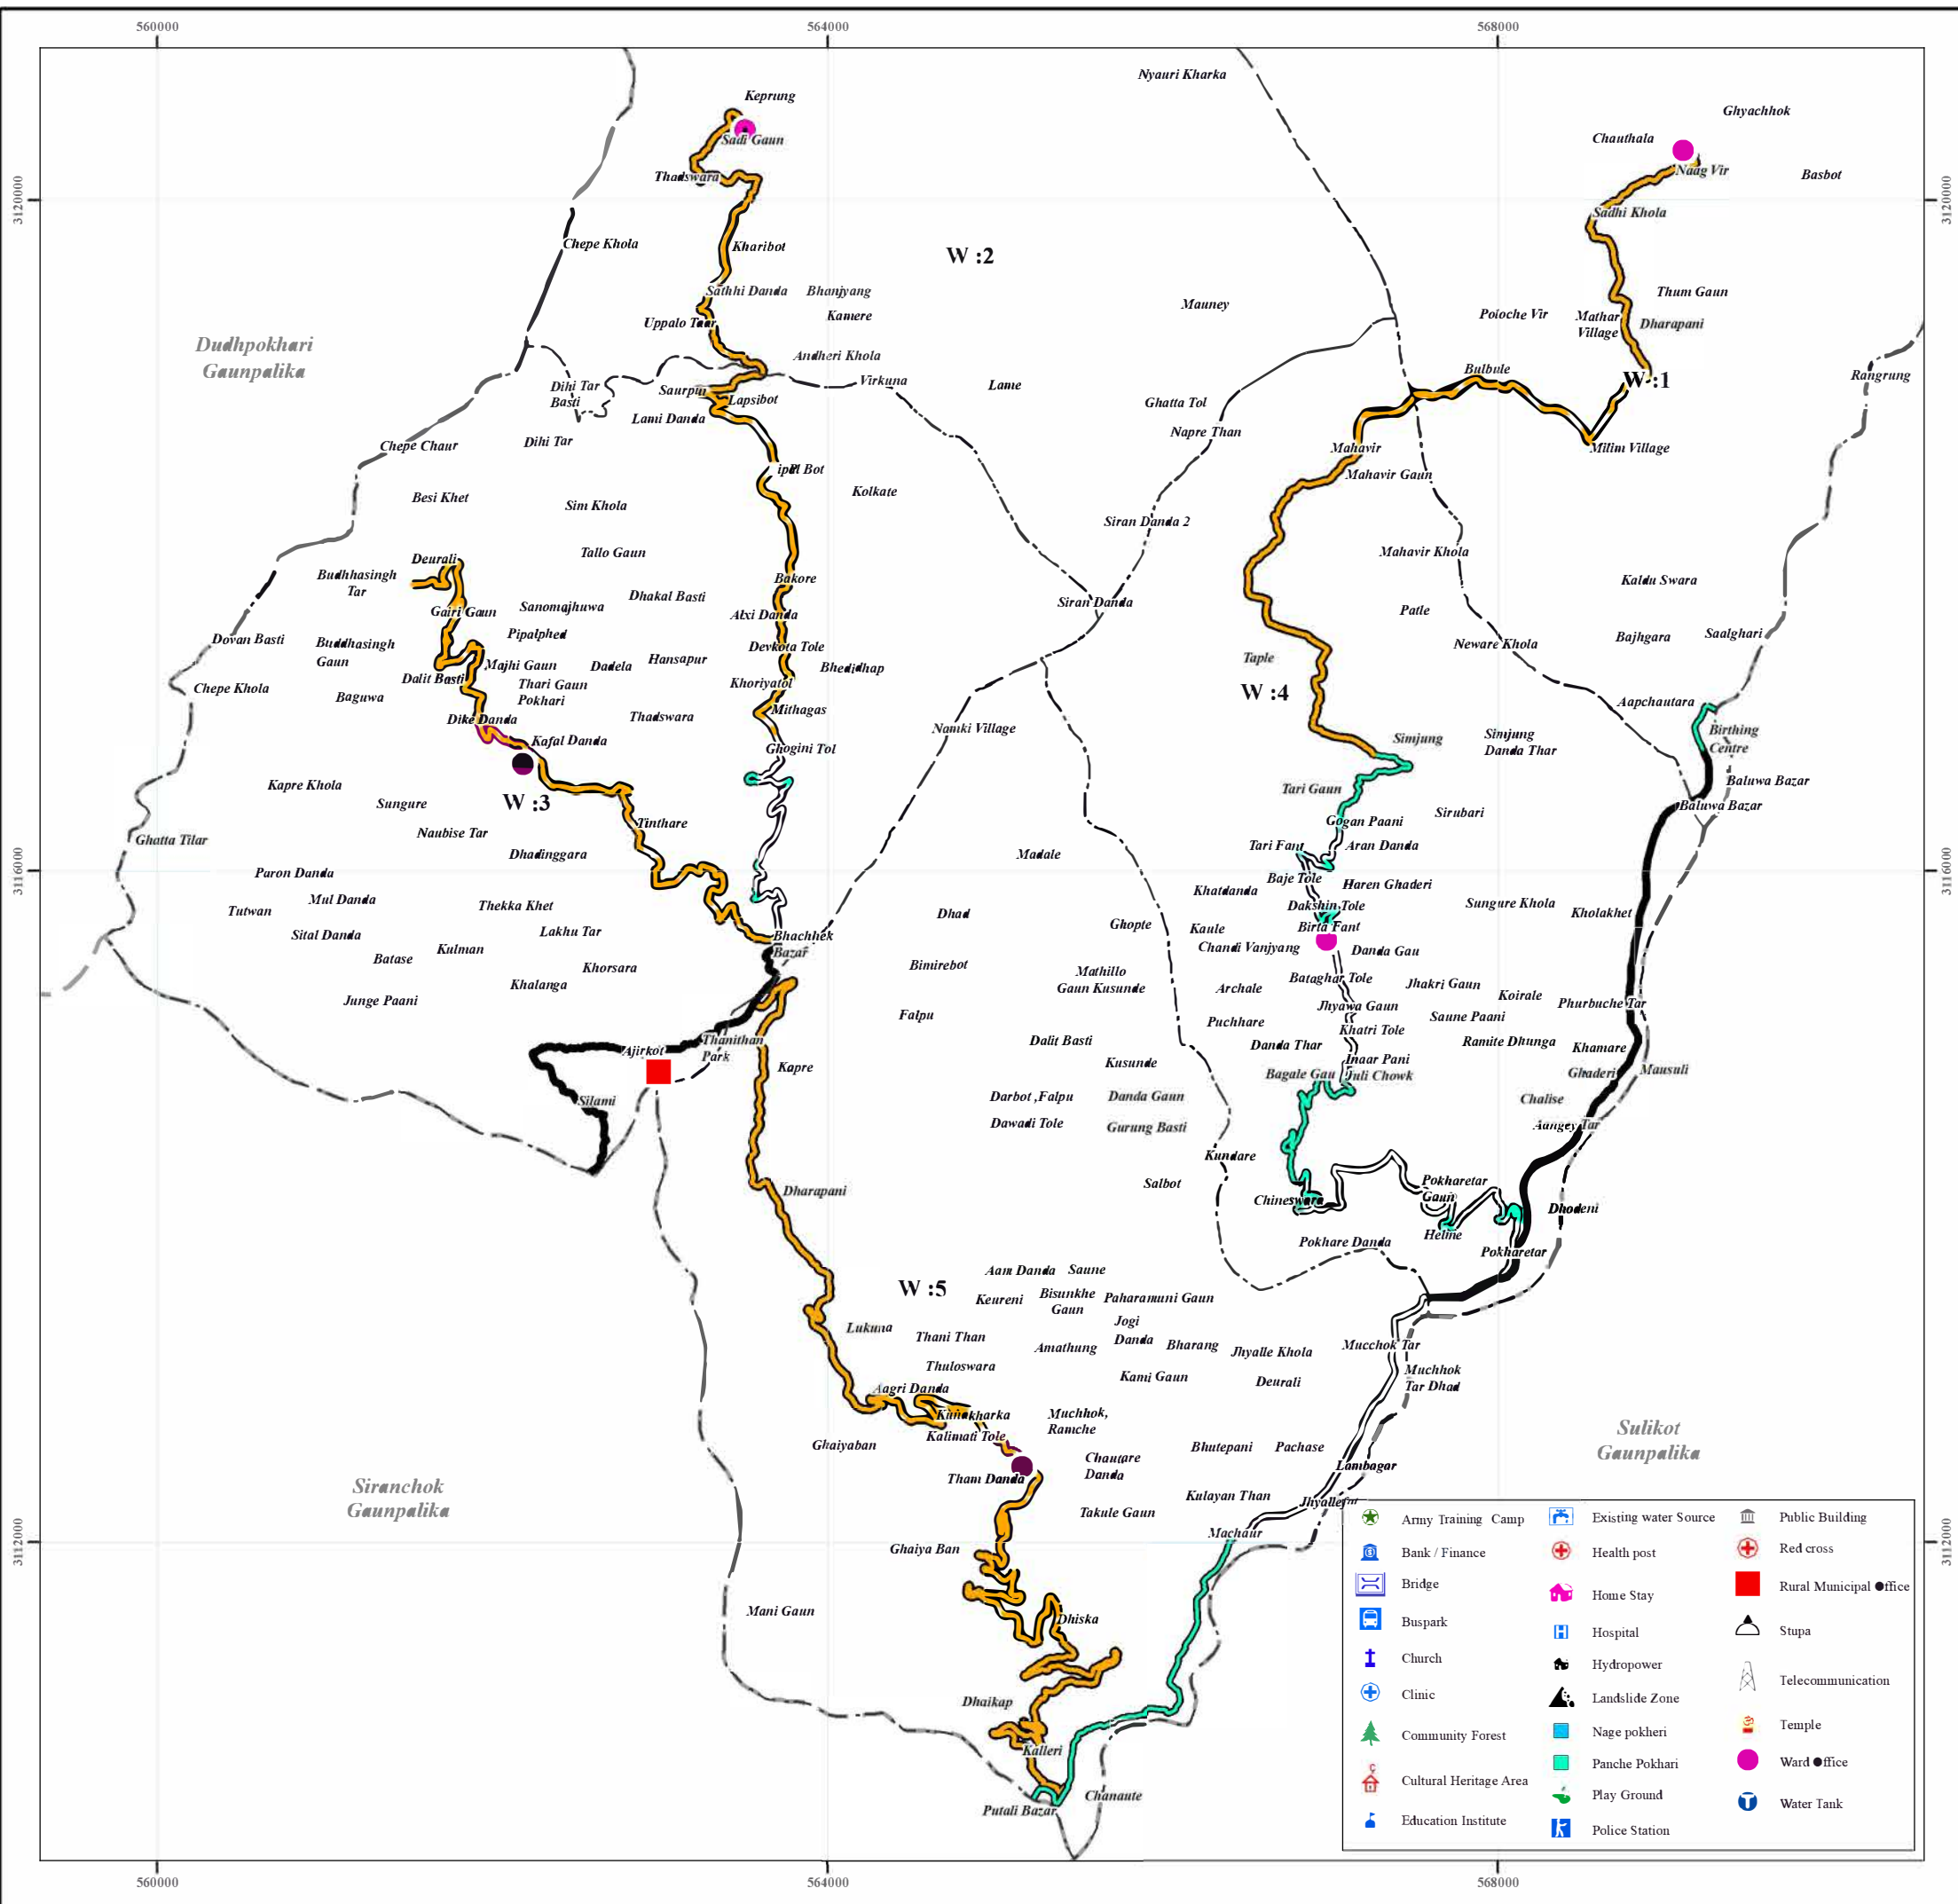 560000
564000
568000
3120000
3120000
Nyauri Kharka
Keprung
Ghyachhok
Sadi Gaun
Chauthala
Naag Vir
Basbot
Thadswara
Sadhi Khola
Chepe Khola
Kharibot
W :2
Sathhi Danda
Bhanjyang
Thum Gaun
Mauney
Kamere
Poioche Vir
Mathar
Village
Dharapani
Uppalo Taar
Dudhpokhari
Gaunpalika
Andheri Khola
Bulbule
W :1
Rangrung
Dihi Tar
Basti
Saurpin
Lapsibot
Virkuna
Lame
Ghatta Tol
Lami Danda
Napre Than
Chepe Chaur
Dihi Tar
Mahavir
Milim Village
Mahavir Gaun
Besi Khet
Sim Khola
Kolkate
Siran Danda 2
Deurali
Tallo Gaun
Mahavir Khola
Budhhasingh
Tar
Bakore
Kaldu Swara
Gairi Gaun
Sanomajhuwa
Dhakal Basti
Siran Danda
Patle
Alxi Danda
Dovan Basti
Buddhasingh
Gaun
Pipalphed
Devkota Tole
Neware Khola
Bajhgara
Saalghari
Majhi Gaun
Dadela
Hansapur
Bhedidhap
Taple
Dalit Basti
Thari Gaun
Pokhari
Khoriyatol
Chepe Khola
Baguwa
W :4
Aapchautara
Dike Danda
Thadswara
Mithagas
Namki Village
Simjung
Simjung
Danda Thar
Birthing
Centre
Kafal Danda
Ghogini Tol
Kapre Khola
Tari Gaun
Baluwa Bazar
Baluwa Bazar
Sungure
W :3
Sirubari
Naubise Tar
Tinthare
Gogan Paani
Ghatta Tilar
Dhadinggara
Madale
Tari Fant
Aran Danda
3116000
3116000
Paron Danda
Baje Tole
Haren Ghaderi
Mul Danda
Khatdanda
Tutwan
Thekka Khet
Dhad
Dakshin Tole
Sungure Khola
Kholakhet
Sital Danda
Lakhu Tar
Bhachhek
Bazar
Ghopte
Kaule
Birta Fant
Kulman
Chandi Vanjyang
Danda Gau
Batase
Khorsara
Bimirebot
Mathillo
Gaun Kusunde
Bataghar Tole
Khalanga
Archale
Jhakri Gaun
Koirale
Junge Paani
Falpu
Jhyawa Gaun
Phurbuche Tar
Puchhare
Khatri Tole
Saune Paani
Thanithan
Park
Dalit Basti
Danda Thar
Ramite Dhunga
Khamare
Ajirkot
Kapre
Kusunde
Inaar Pani
Bagale Gau
Juli Chowk
Ghaderi
Mausuli
Silami
Darbot ,Falpu
Danda Gaun
Chalise
Dawadi Tole
Gurung Basti
Aangey Tar
Kundare
Dharapani
Salbot
Chineswara
Pokharetar
Gaun
Dhodeni
Helme
Pokhare Danda
Pokharetar
Aam Danda
Saune
W :5
Keureni
Bisunkhe
Gaun
Paharamuni Gaun
Lukuna
Thani Than
Jogi
Danda
Amathung
Bharang
Jhyalle Khola
Mucchok Tar
Thuloswara
Kami Gaun
Deurali
Muchhok
Tar Dhad
Aagri Danda
Kunakharka
Muchhok,
Ramche
Kalimati Tole
Sulikot
Gaunpalika
Ghaiyaban
Bhutepani
Pachase
Chautare
Danda
Lambagar
Tham Danda
Siranchok
Gaunpalika
Kulayan Than
Takule Gaun
Machaur
3112000
3112000
Ghaiya Ban
Mani Gaun
Dhiska
Dhaikap
Kalleri
Chanaute
Putali Bazar
Army Training Camp
Bank / Finance
Bridge
Buspark
Church
Clinic
Community Forest
Cultural Heritage Area
Education Institute
Existing water Source
Health post
Home Stay
Hospital
Hydropower
Landslide Zone
Nage pokheri
Panche Pokhari
Play Ground
Police Station
Public Building
Red cross
Rural Municipal Office
Stupa
Telecommunication
Temple
Ward Office
Water Tank
560000
564000
568000